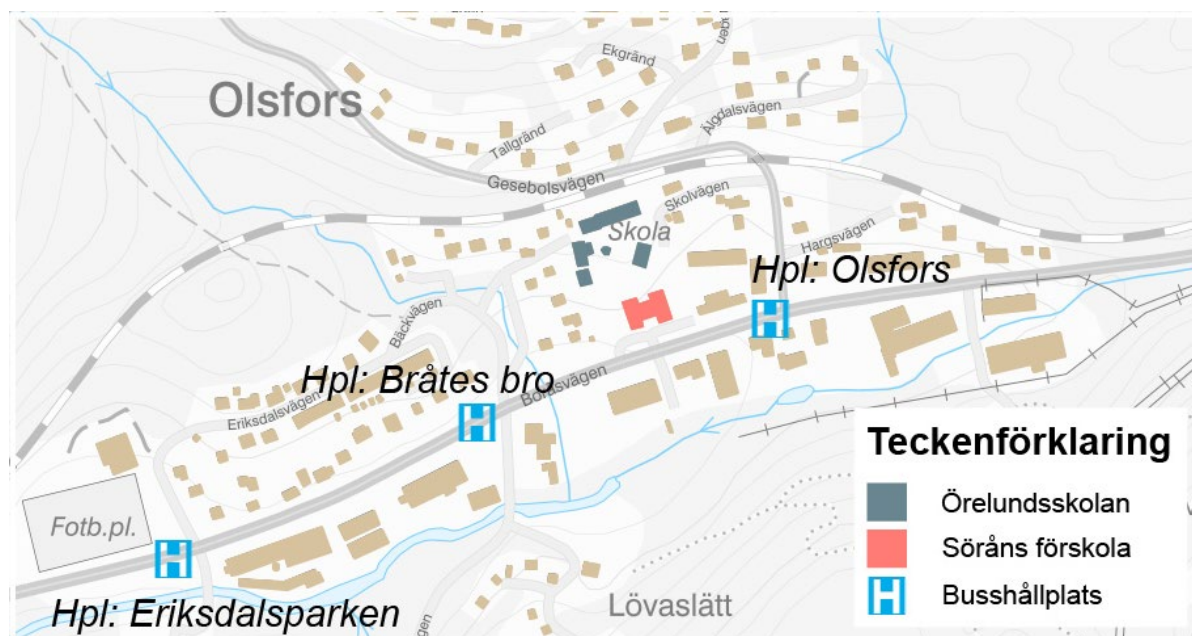 Ekgränd
Olsfors
Tallgränd
Älgdalsvägen
Gesebolsvägen
Skolvägen
Skola
Hargsvägen
Hpl: Olsfors
Bäckvägen
Hpl: Bråtes bro
Boråsvägen
Eriksdalsvägen
Fotb.pl.
Hpl: Eriksdalsparken
Lövaslätt
Teckenförklaring
Örelundsskolan
Söråns förskola
H Busshållplats
H
H
H